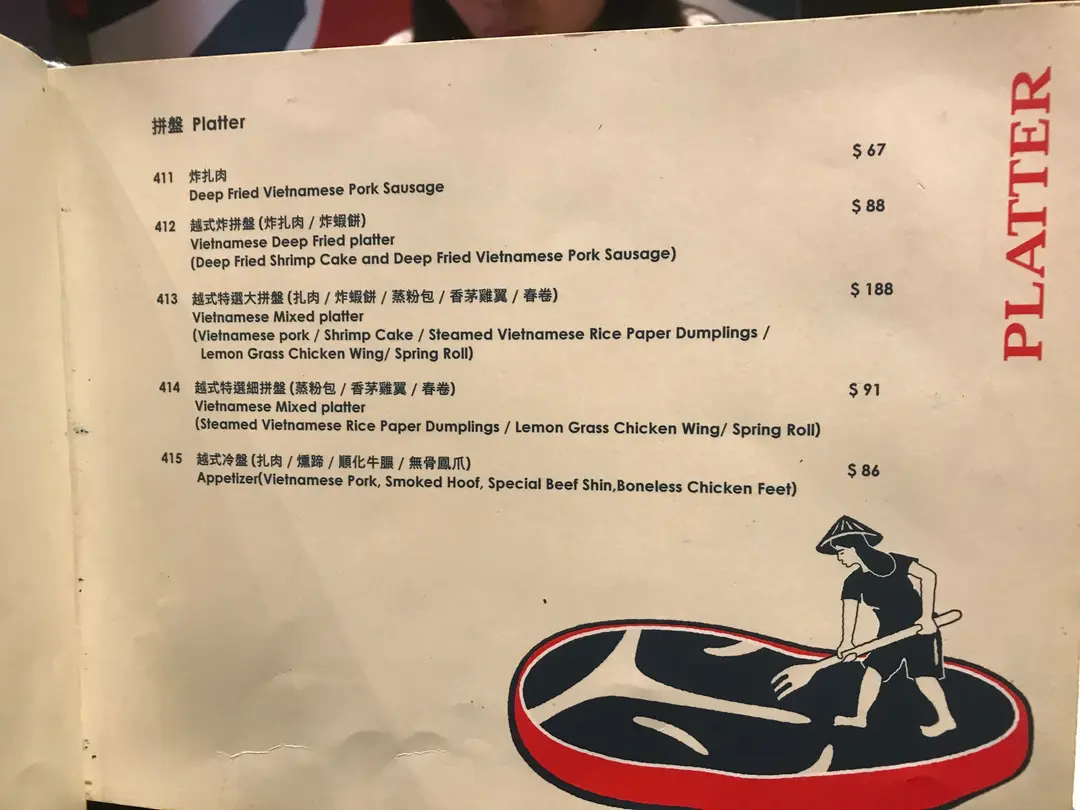 拼盤 Platter
$ 67
411 炸扎肉
Deep Fried Vietnamese Pork Sausage
$ 88
412 越式炸拼盤 (炸扎肉 / 炸蝦餅)
Vietnamese Deep Fried platter
(Deep Fried Shrimp Cake and Deep Fried Vietnamese Pork Sausage)
$ 188
413 越式特選大拼盤 (扎肉 / 炸蝦餅 / 蒸粉包 / 香茅雞翼 / 春卷)
Vietnamese Mixed platter
(Vietnamese pork / Shrimp Cake / Steamed Vietnamese Rice Paper Dumplings /
Lemon Grass Chicken Wing/ Spring Roll)
414 越式特選細拼盤 (蒸粉包 / 香茅雞翼 / 春卷)
$ 91
Vietnamese Mixed platter
(Steamed Vietnamese Rice Paper Dumplings / Lemon Grass Chicken Wing/ Spring Roll)
415 越式冷盤 (扎肉 / 燻蹄 / 順化牛𦟌 / 無骨鳳爪)
$ 86
Appetizer(Vietnamese Pork, Smoked Hoof, Special Beef Shin,Boneless Chicken Feet)
PLATTER